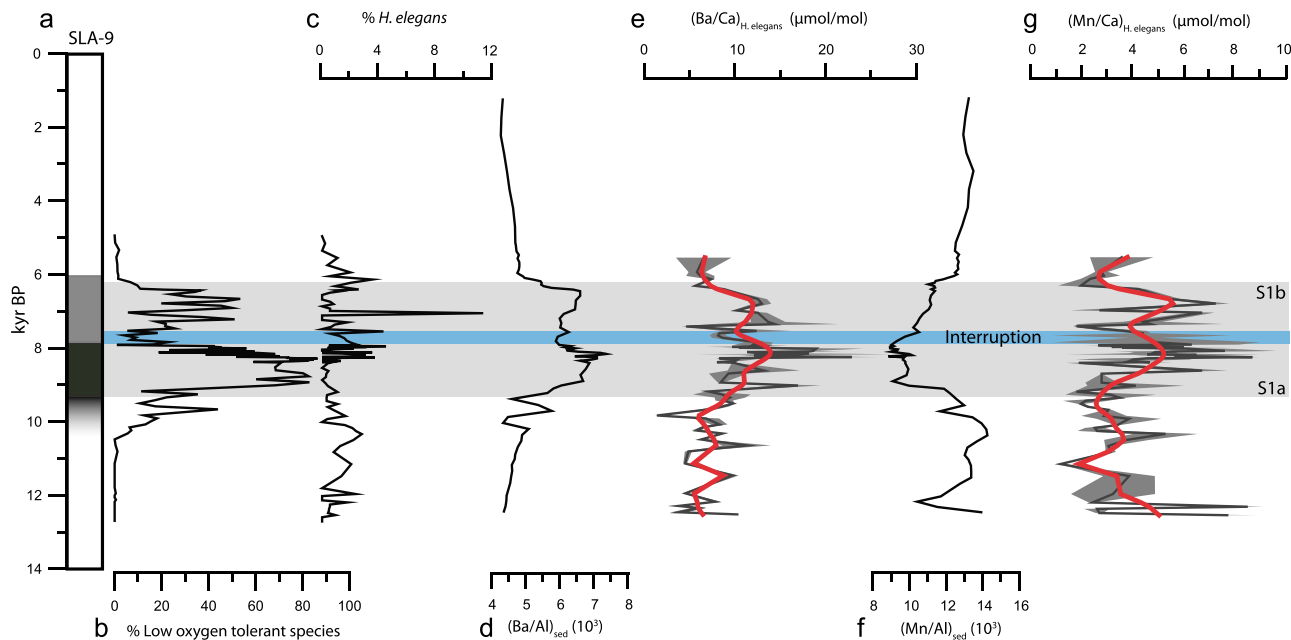 a
SLA-9
c
% H. elegans
e
(Ba/Ca)H. elegans (µmol/mol)
g
(Mn/Ca)H. elegans (µmol/mol)
0 4 8 12
0 10 20 30
0 2 4 6 8 10
kyr BP
0
2
4
6
8
10
12
14
S1b
Interruption
S1a
0 20 40 60 80 100
b
% Low oxygen tolerant species
4 5 6 7 8
d
(Ba/Al)sed (10³)
8 10 12 14 16
f
(Mn/Al)sed (10³)